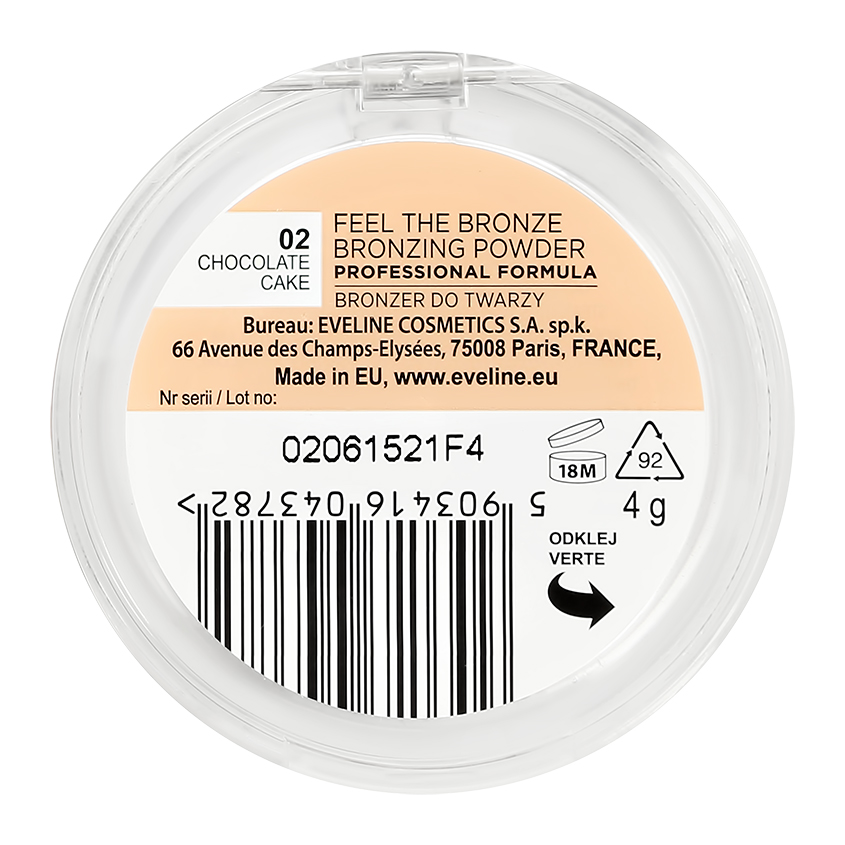 02
CHOCOLATE
CAKE
FEEL THE BRONZE
BRONZING POWDER
PROFESSIONAL FORMULA
BRONZER DO TWARZY
Bureau: EVELINE COSMETICS S.A. sp.k.
66 Avenue des Champs-Elysées, 75008 Paris, FRANCE,
Made in EU, www.eveline.eu
Nr serii / Lot no:
02061521F4
18M
92
4 g
5 903416 043782 >
ODKLEJ
VERTE